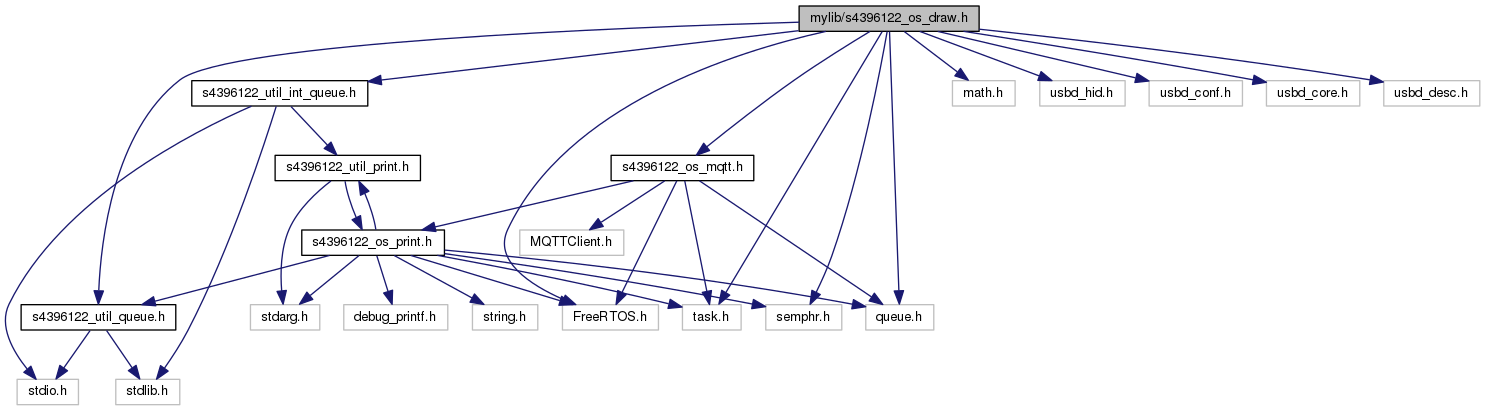 mylib/s4396122_os_draw.h
s4396122_util_int_queue.h
math.h
usbd_hid.h
usbd_conf.h
usbd_core.h
usbd_desc.h
s4396122_util_print.h
s4396122_os_mqtt.h
s4396122_os_print.h
MQTTClient.h
s4396122_util_queue.h
stdarg.h
debug_printf.h
string.h
FreeRTOS.h
task.h
semphr.h
queue.h
stdio.h
stdlib.h